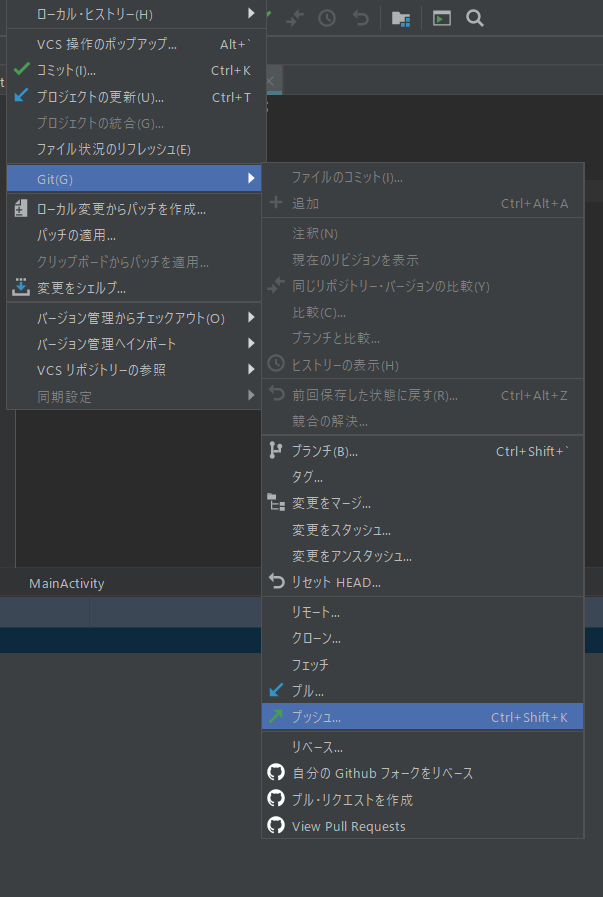 ローカル・ヒストリー(H)
VCS 操作のポップアップ... Alt+`
コミット(I)... Ctrl+K
プロジェクトの更新(U)... Ctrl+T
プロジェクトの統合(G)...
ファイル状況のリフレッシュ(E)
Git(G)
ローカル変更からパッチを作成...
パッチの適用...
クリップボードからパッチを適用...
変更をシェルブ...
バージョン管理からチェックアウト(O)
バージョン管理へインポート
VCS リポジトリーの参照
同期設定
ファイルのコミット(I)...
追加 Ctrl+Alt+A
注釈(N)
現在のリビジョンを表示
同じリポジトリー・バージョンの比較(Y)
比較(C)...
ブランチと比較...
ヒストリーの表示(H)
前回保存した状態に戻す(R)... Ctrl+Alt+Z
競合の解決...
ブランチ(B)... Ctrl+Shift+`
タグ...
変更をマージ...
変更をスタッシュ...
変更をアンスタッシュ...
リセット HEAD...
リモート...
クローン...
フェッチ
プル...
プッシュ... Ctrl+Shift+K
リベース...
自分の Github フォークをリベース
プル・リクエストを作成
View Pull Requests
MainActivity